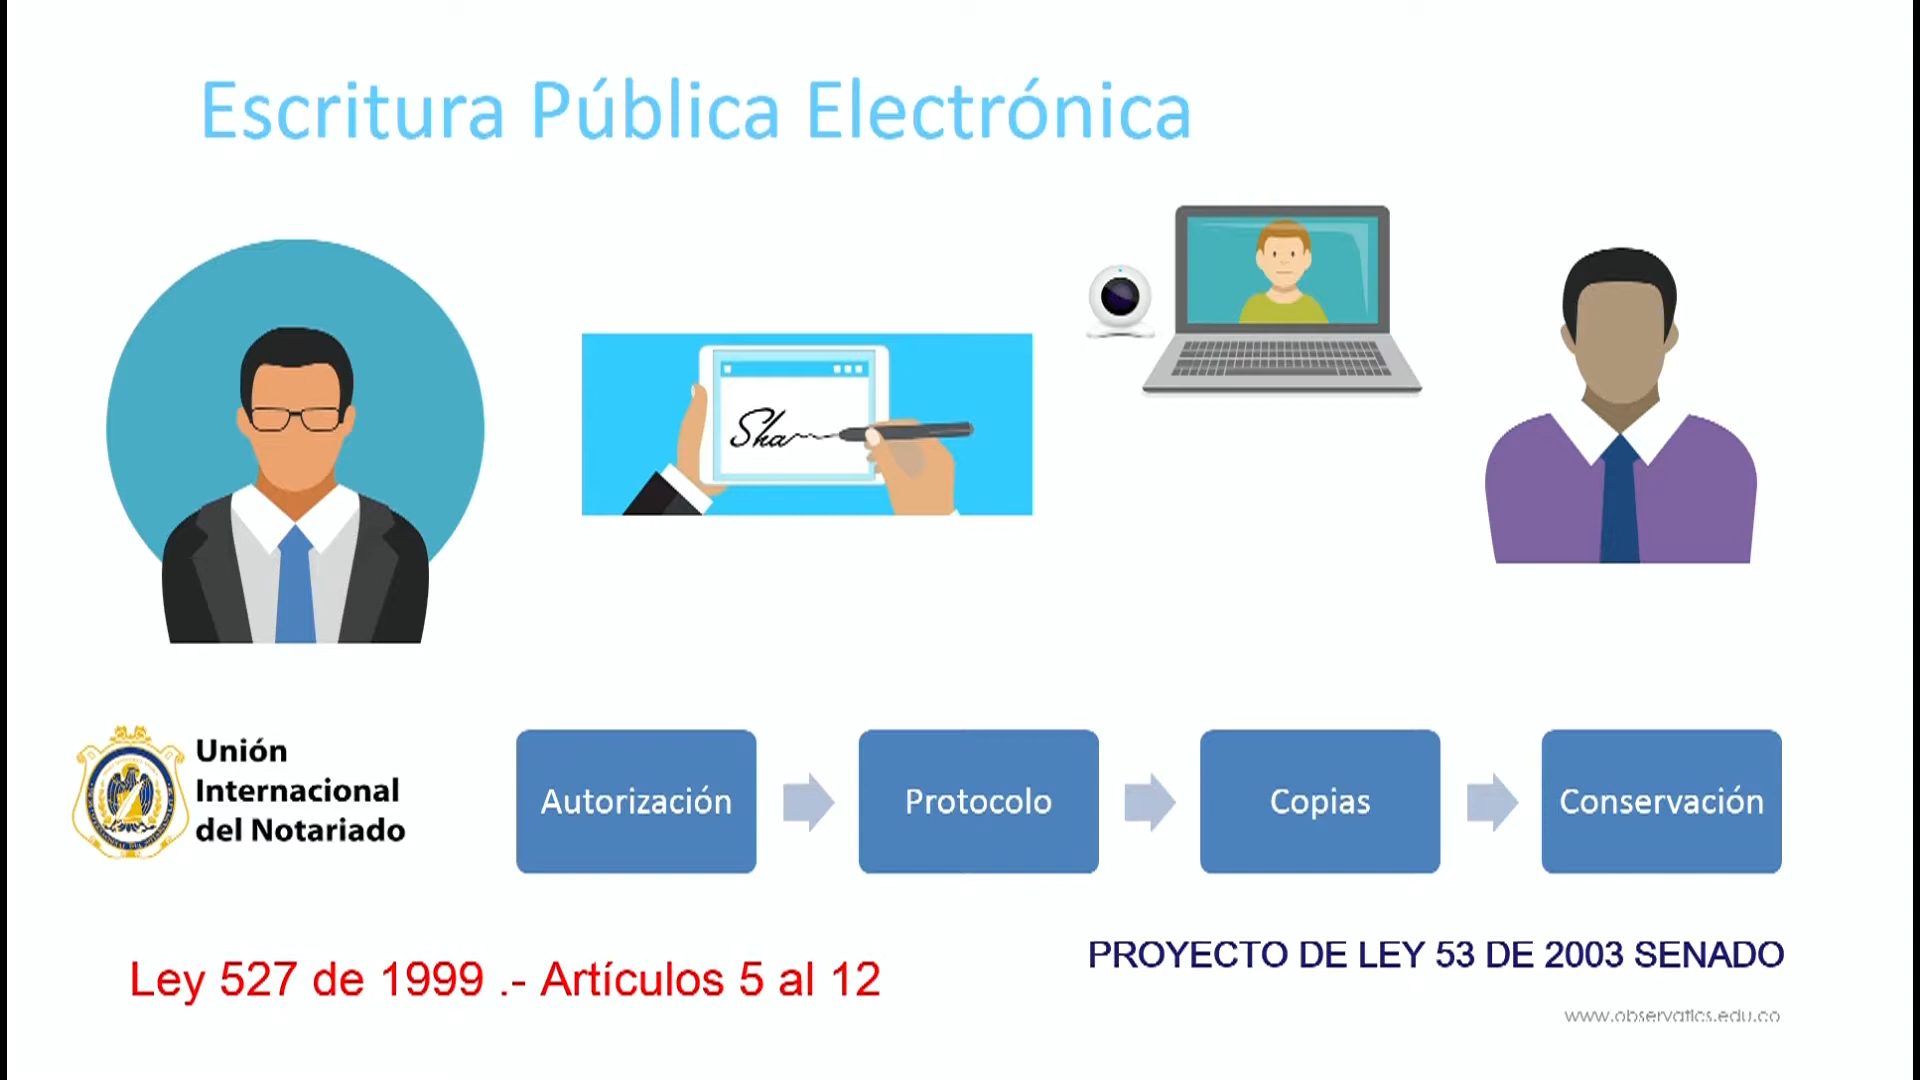 Escritura Pública Electrónica
Sha
Unión
Internacional
del Notariado
Autorización
Protocolo
Copias
Conservación
Ley 527 de 1999 .- Artículos 5 al 12
PROYECTO DE LEY 53 DE 2003 SENADO
www.observatics.edu.co